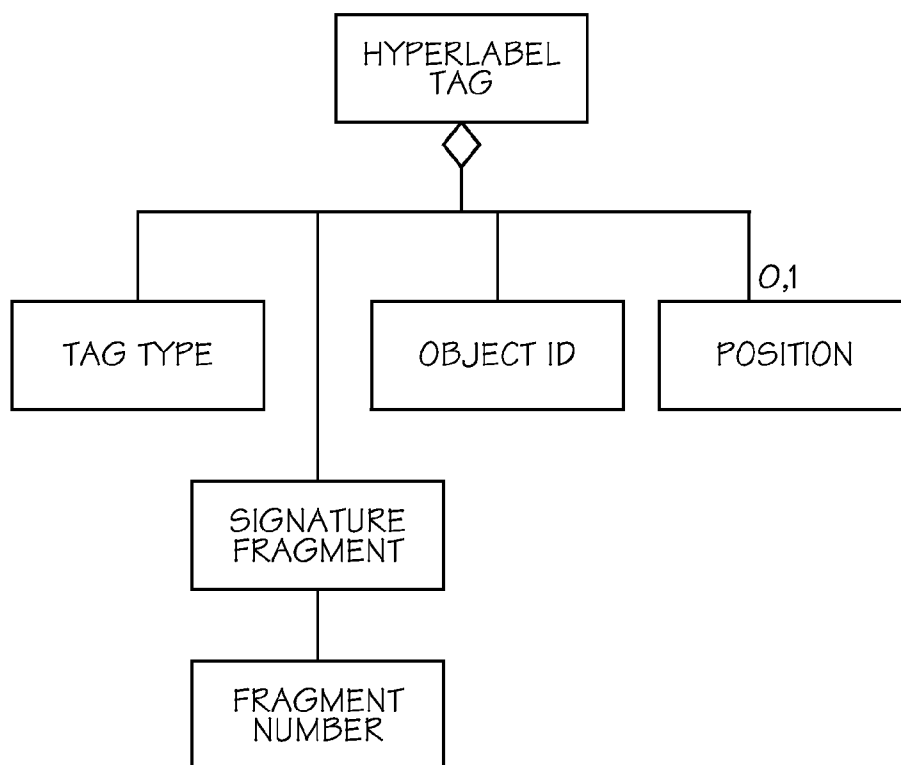 HYPERLABEL
TAG
0,1
TAG TYPE
OBJECT ID
POSITION
SIGNATURE
FRAGMENT
FRAGMENT
NUMBER